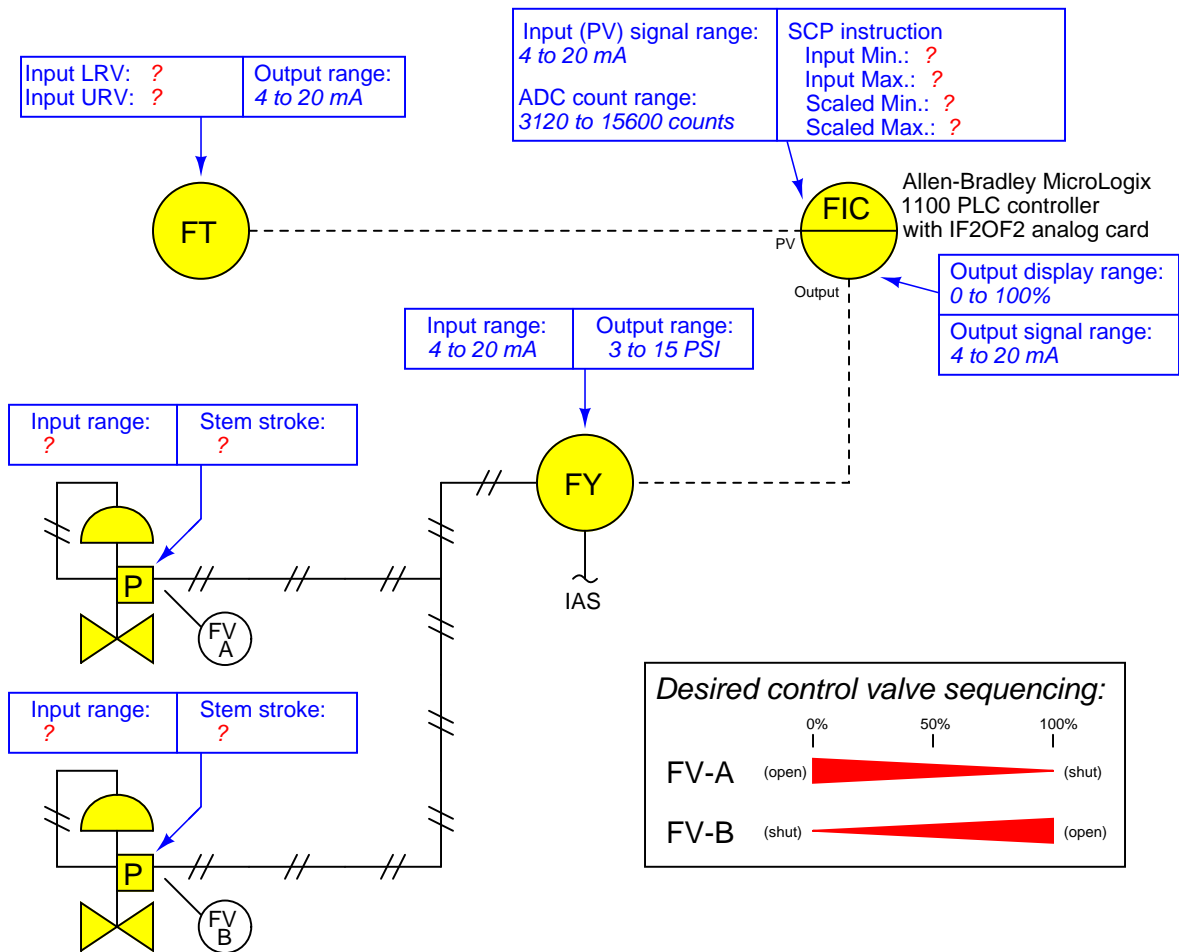 Input LRV: ?
Input URV: ?
Output range:
4 to 20 mA
Input (PV) signal range:
4 to 20 mA
ADC count range:
3120 to 15600 counts
SCP instruction
Input Min.: ?
Input Max.: ?
Scaled Min.: ?
Scaled Max.: ?
FT
FIC
PV
Output
Allen-Bradley MicroLogix
1100 PLC controller
with IF2OF2 analog card
Output display range:
0 to 100%
Output signal range:
4 to 20 mA
Input range:
4 to 20 mA
Output range:
3 to 15 PSI
FY
IAS
Input range:
?
Stem stroke:
?
P
FV
A
Input range:
?
Stem stroke:
?
P
FV
B
Desired control valve sequencing:
0% 50% 100%
FV-A (open) (shut)
FV-B (shut) (open)